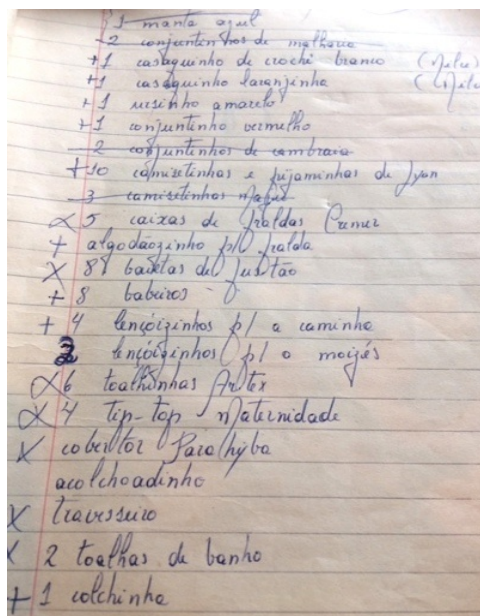 1 manta azul
2 conjuntinhos de malharia
+ 1 casaquinho de crochê branco
+ 1 casaquinho laranjinha
+ 1 ursinho amarelo
+ 1 conjuntinho vermelho
2 conjuntinhos de cambraia
+ 10 camisetinhas e pijaminhas de
3 camisetinhas
X 5 caixas de fraldas
+ algodãozinho p/ fralda
X 8 de fustão
+ 8 babeiros
+ 4 lençoizinhos p/ a caminha
2 lençoizinhos p/ o moizés
X 6 toalhinhas Artex
X 4 tip-top Maternidade
X cobertor Parahyba
acolchoadinho
X travesseiro
X 2 toalhas de banho
+ 1 colchinha